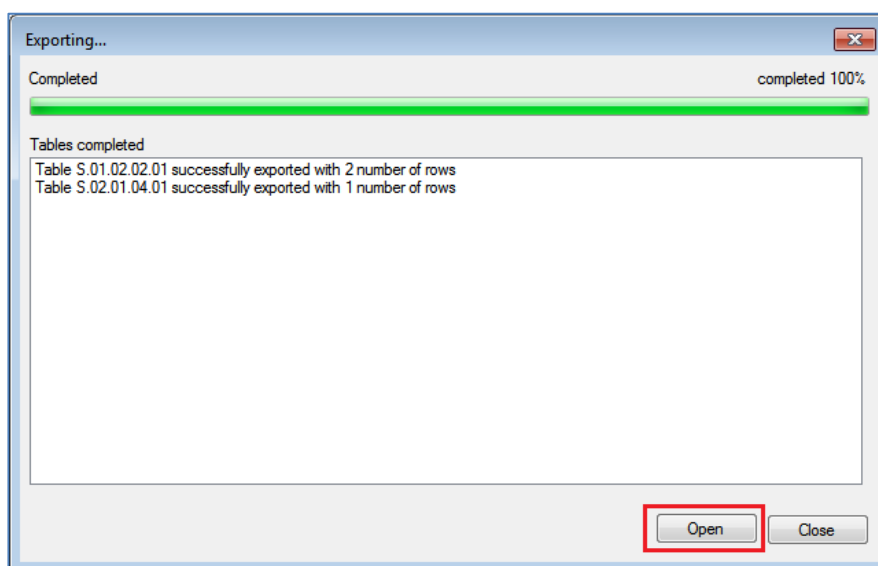 Exporting...
Completed
completed 100%
Tables completed
Table S.01.02.02.01 successfully exported with 2 number of rows
Table S.02.01.04.01 successfully exported with 1 number of rows
Open
Close